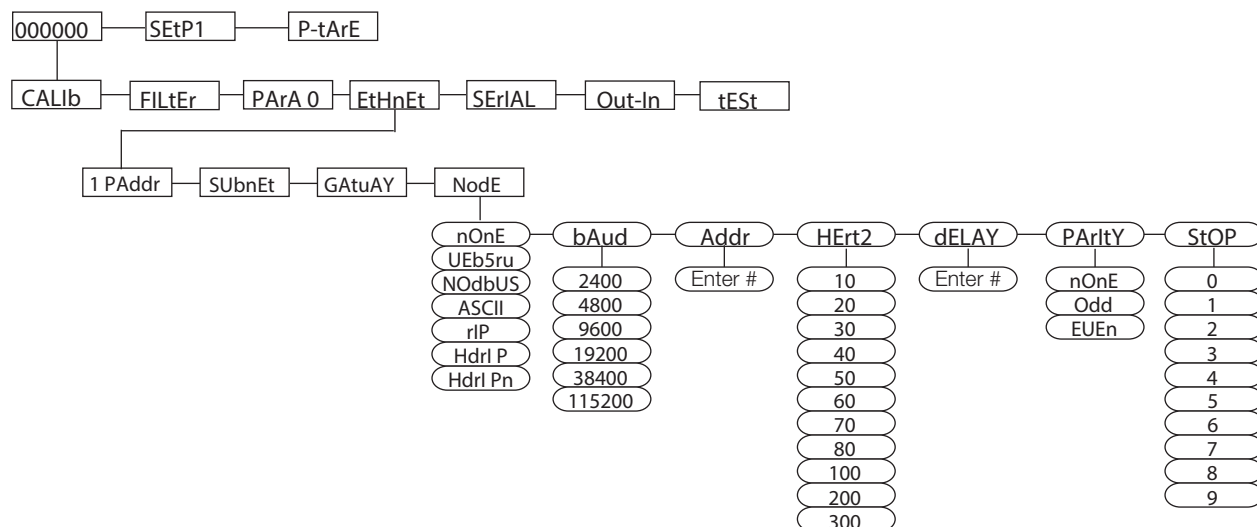 000000 SEtP1 P-tArE
CALIb FILtEr PArA 0 EtHnEt SErIAL Out-In tESt
1 PAddr SUbnEt GAtuAY NodE
nOnE bAud Addr HErt2 dELAY PArItY StOP
UEb5ru
NOdbUS
ASCII
rIP
HdrI P
HdrI Pn
2400
4800
9600
19200
38400
115200
Enter #
10
20
30
40
50
60
70
80
100
200
300
Enter #
nOnE
Odd
EUEn
0
1
2
3
4
5
6
7
8
9